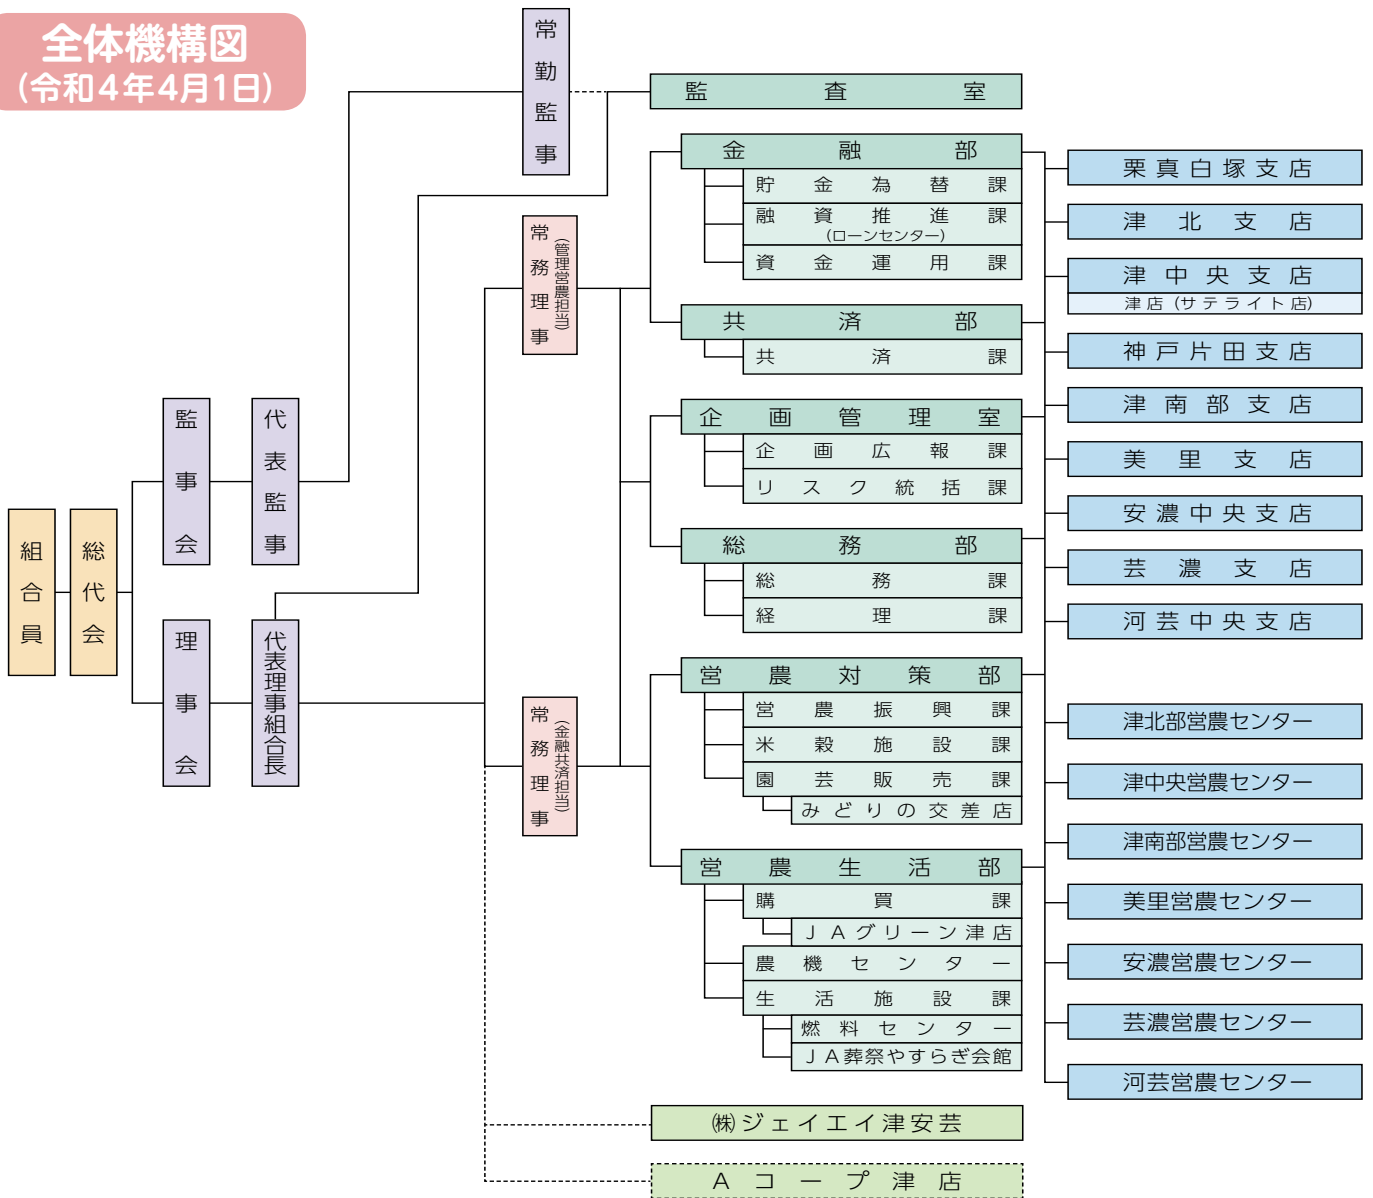 全体機構図
(令和4年4月1日)
組合員
総代会
監事会
代表監事
理事会
代表理事組合長
常勤監事
常務理事
(管理営農担当)
常務理事
(金融共済担当)
監査室
金融部
貯金為替課
融資推進課
(ローンセンター)
資金運用課
共済部
共済課
企画管理室
企画広報課
リスク統括課
総務部
総務課
経理課
営農対策部
営農振興課
米穀施設課
園芸販売課
みどりの交差店
営農生活部
購買課
JAグリーン津店
農機センター
生活施設課
燃料センター
JA葬祭やすらぎ会館
㈱ジェイエイ津安芸
Aコープ津店
栗真白塚支店
津北支店
津中央支店
津店(サテライト店)
神戸片田支店
津南部支店
美里支店
安濃中央支店
芸濃支店
河芸中央支店
津北部営農センター
津中央営農センター
津南部営農センター
美里営農センター
安濃営農センター
芸濃営農センター
河芸営農センター